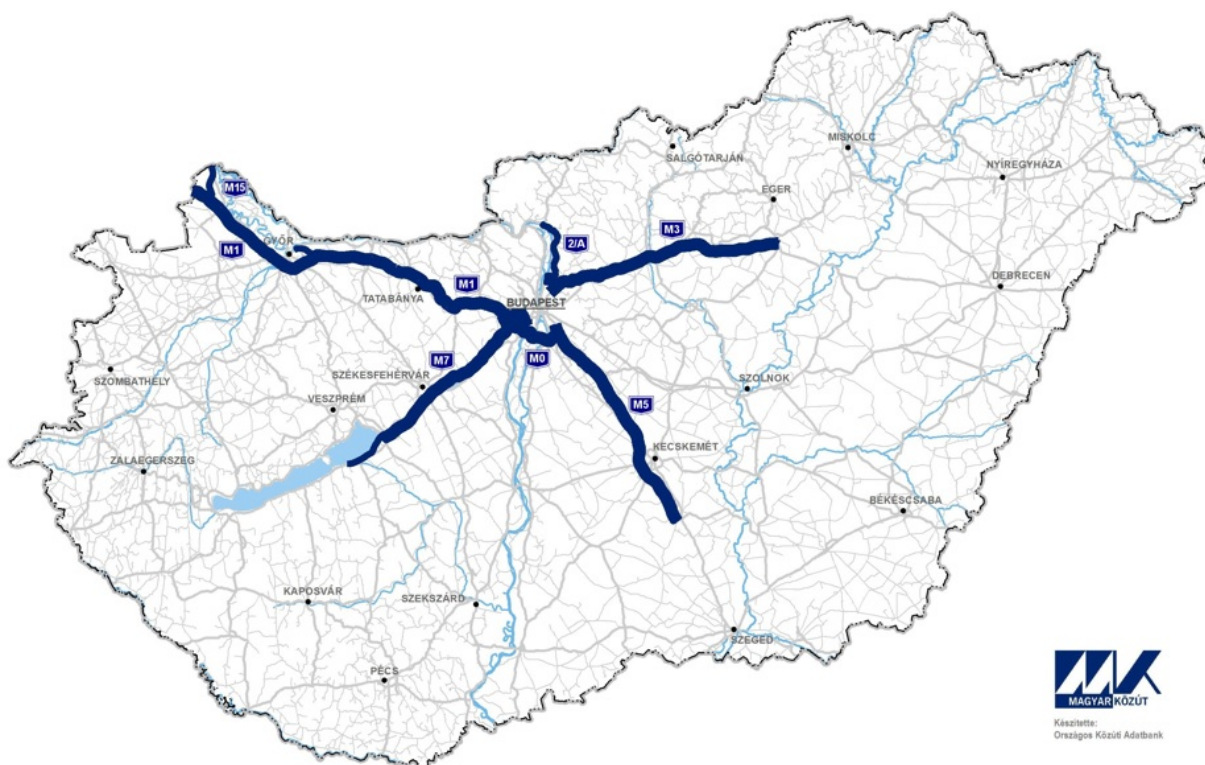 MISKOLC
SALGÓTARJÁN
NYÍREGYHÁZA
M15
EGER
M3
2/A
GYŐR
M1
DEBRECEN
M1
TATABÁNYA
BUDAPEST
M0
M7
SZOMBATHELY
SZÉKESFEHÉRVÁR
SZOLNOK
VESZPRÉM
M5
KECSKEMÉT
ZALAEGERSZEG
BÉKÉSCSABA
KAPOSVÁR
SZEKSZÁRD
SZEGED
PÉCS
MK
MAGYAR KÖZÚT
Készítette:
Országos Közúti Adatbank